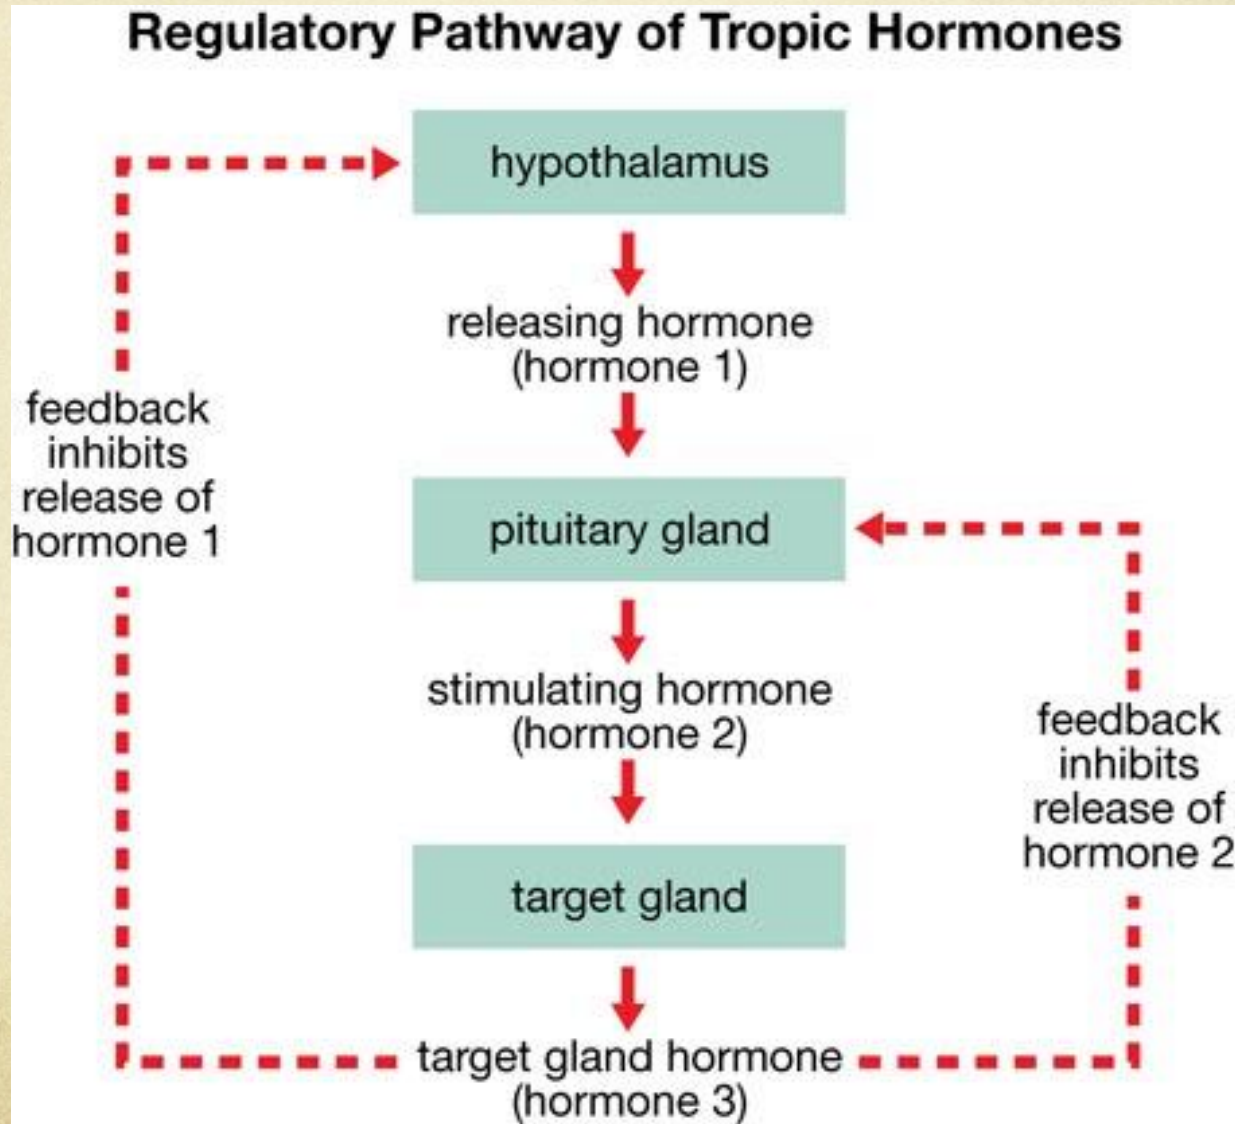 Regulatory Pathway of Tropic Hormones
hypothalamus
releasing hormone
(hormone 1)
feedback
inhibits
release of
hormone 1
pituitary gland
stimulating hormone
(hormone 2)
feedback
inhibits
release of
hormone 2
target gland
target gland hormone
(hormone 3)